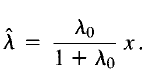 λ̂ = λ0 / (1 + λ0) x.